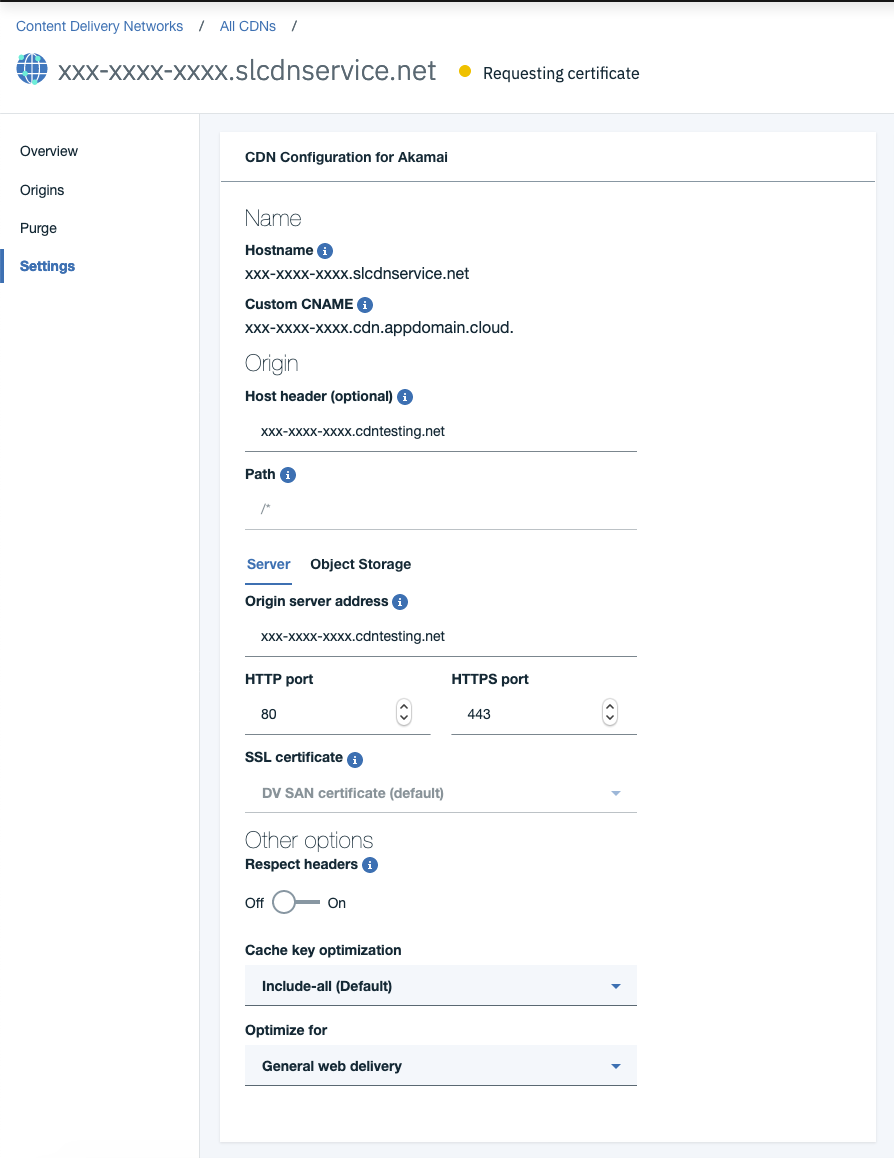 Content Delivery Networks / All CDNs /
xxx-xxxx-xxxx.slcdnservice.net Requesting certificate
Overview
Origins
Purge
Settings
CDN Configuration for Akamai
Name
Hostname i
xxx-xxxx-xxxx.slcdnservice.net
Custom CNAME i
xxx-xxxx-xxxx.cdn.appdomain.cloud.
Origin
Host header (optional) i
xxx-xxxx-xxxx.cdntesting.net
Path i
/*
Server Object Storage
Origin server address i
xxx-xxxx-xxxx.cdntesting.net
HTTP port HTTPS port
80 443
SSL certificate i
DV SAN certificate (default)
Other options
Respect headers i
Off On
Cache key optimization
Include-all (Default)
Optimize for
General web delivery